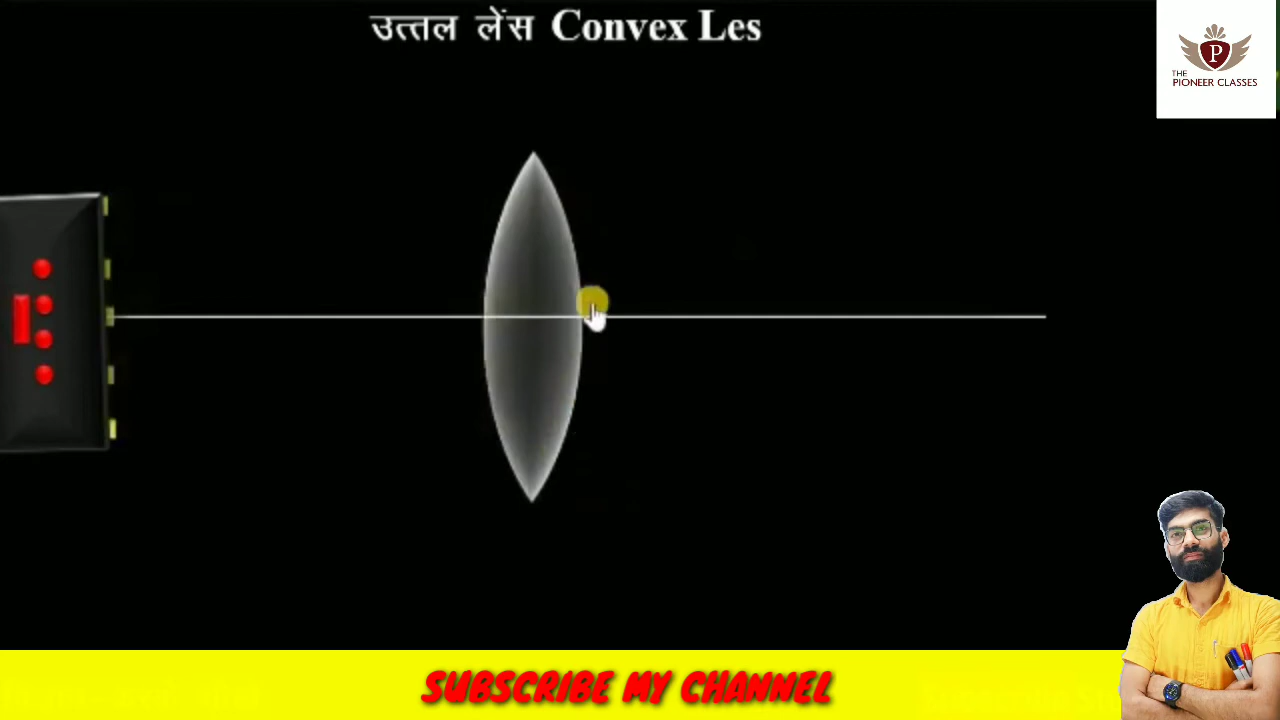 उत्तल लेंस Convex Les
P
THE
PIONEER CLASSES
SUBSCRIBE MY CHANNEL